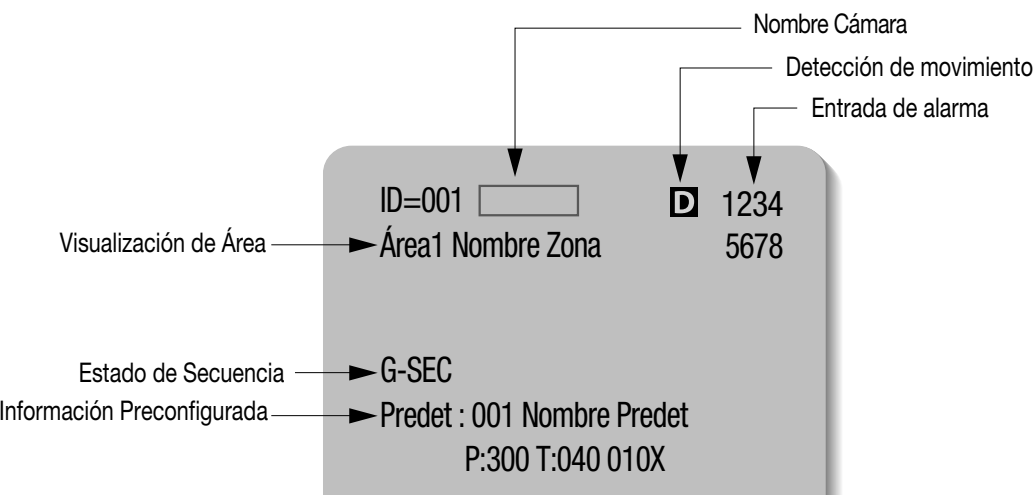 Nombre Cámara
Detección de movimiento
Entrada de alarma
ID=001 D 1234
Visualización de Área Área1 Nombre Zona 5678
Estado de Secuencia G-SEC
Información Preconfigurada Predet : 001 Nombre Predet
P:300 T:040 010X